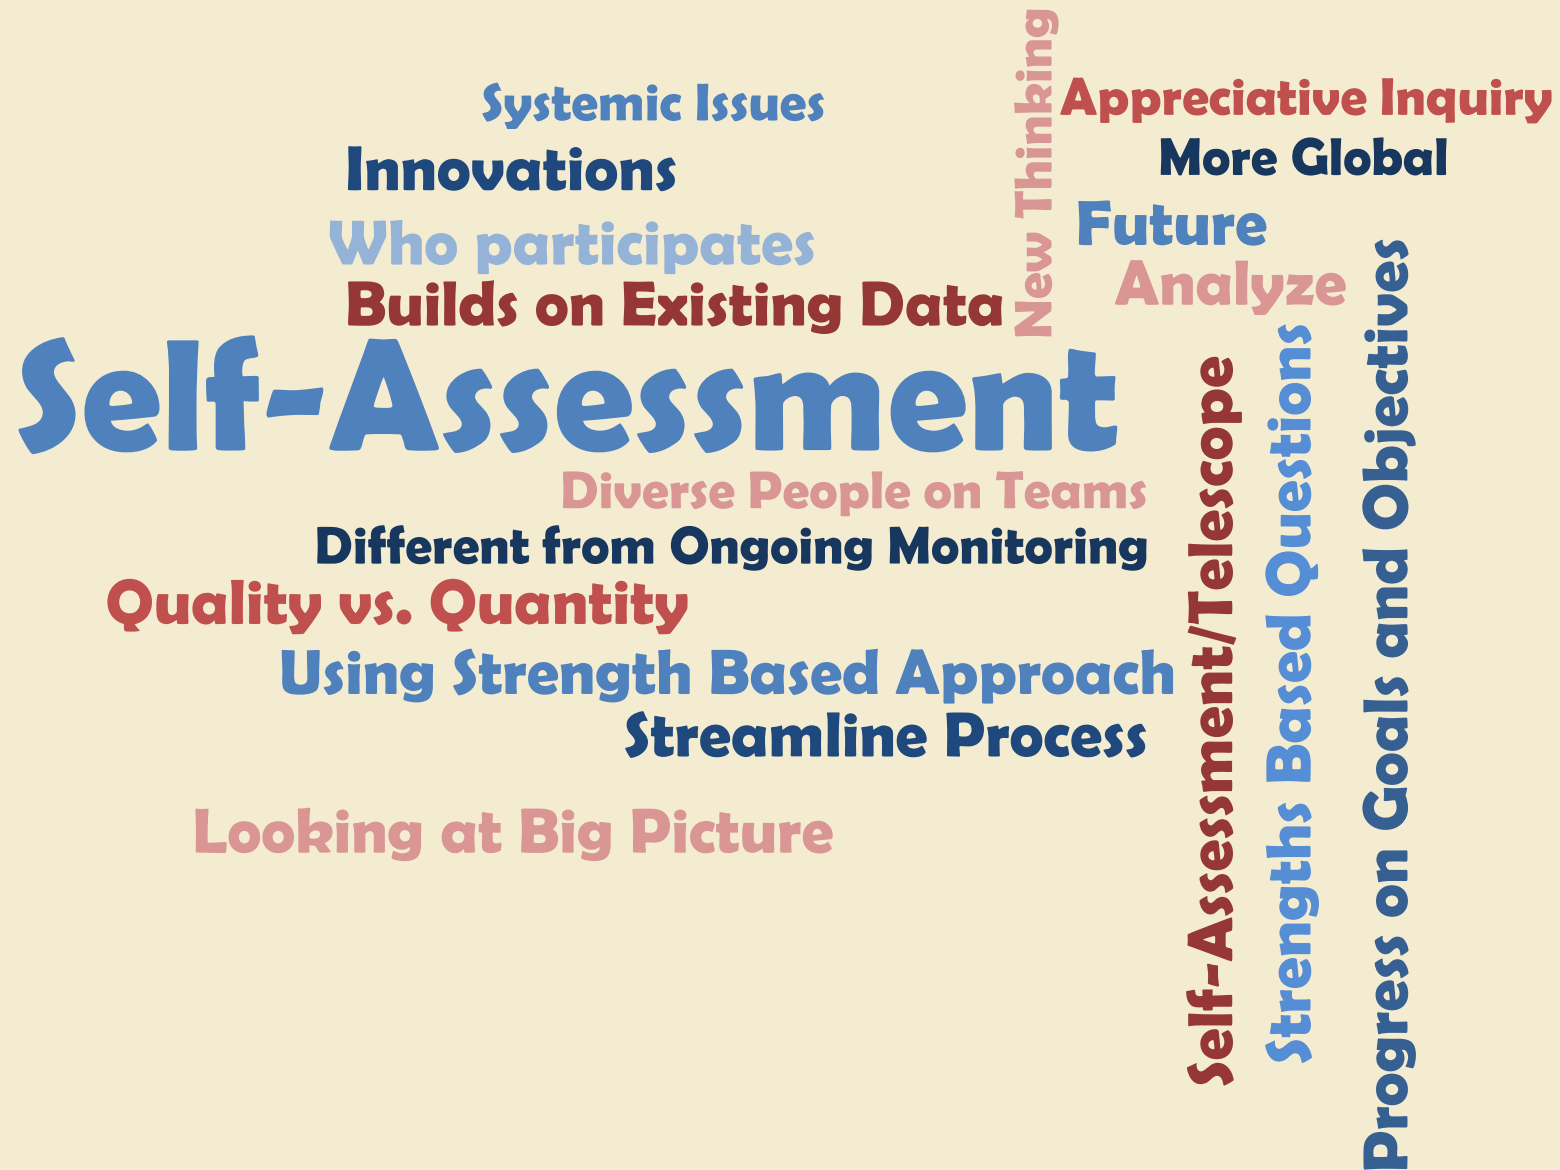 Systemic Issues
Innovations
Who participates
Builds on Existing Data
Self-Assessment
Diverse People on Teams
Different from Ongoing Monitoring
Quality vs. Quantity
Using Strength Based Approach
Streamline Process
Looking at Big Picture
New Thinking
Appreciative Inquiry
More Global
Future
Analyze
Self-Assessment/Telescope
Strengths Based Questions
Progress on Goals and Objectives